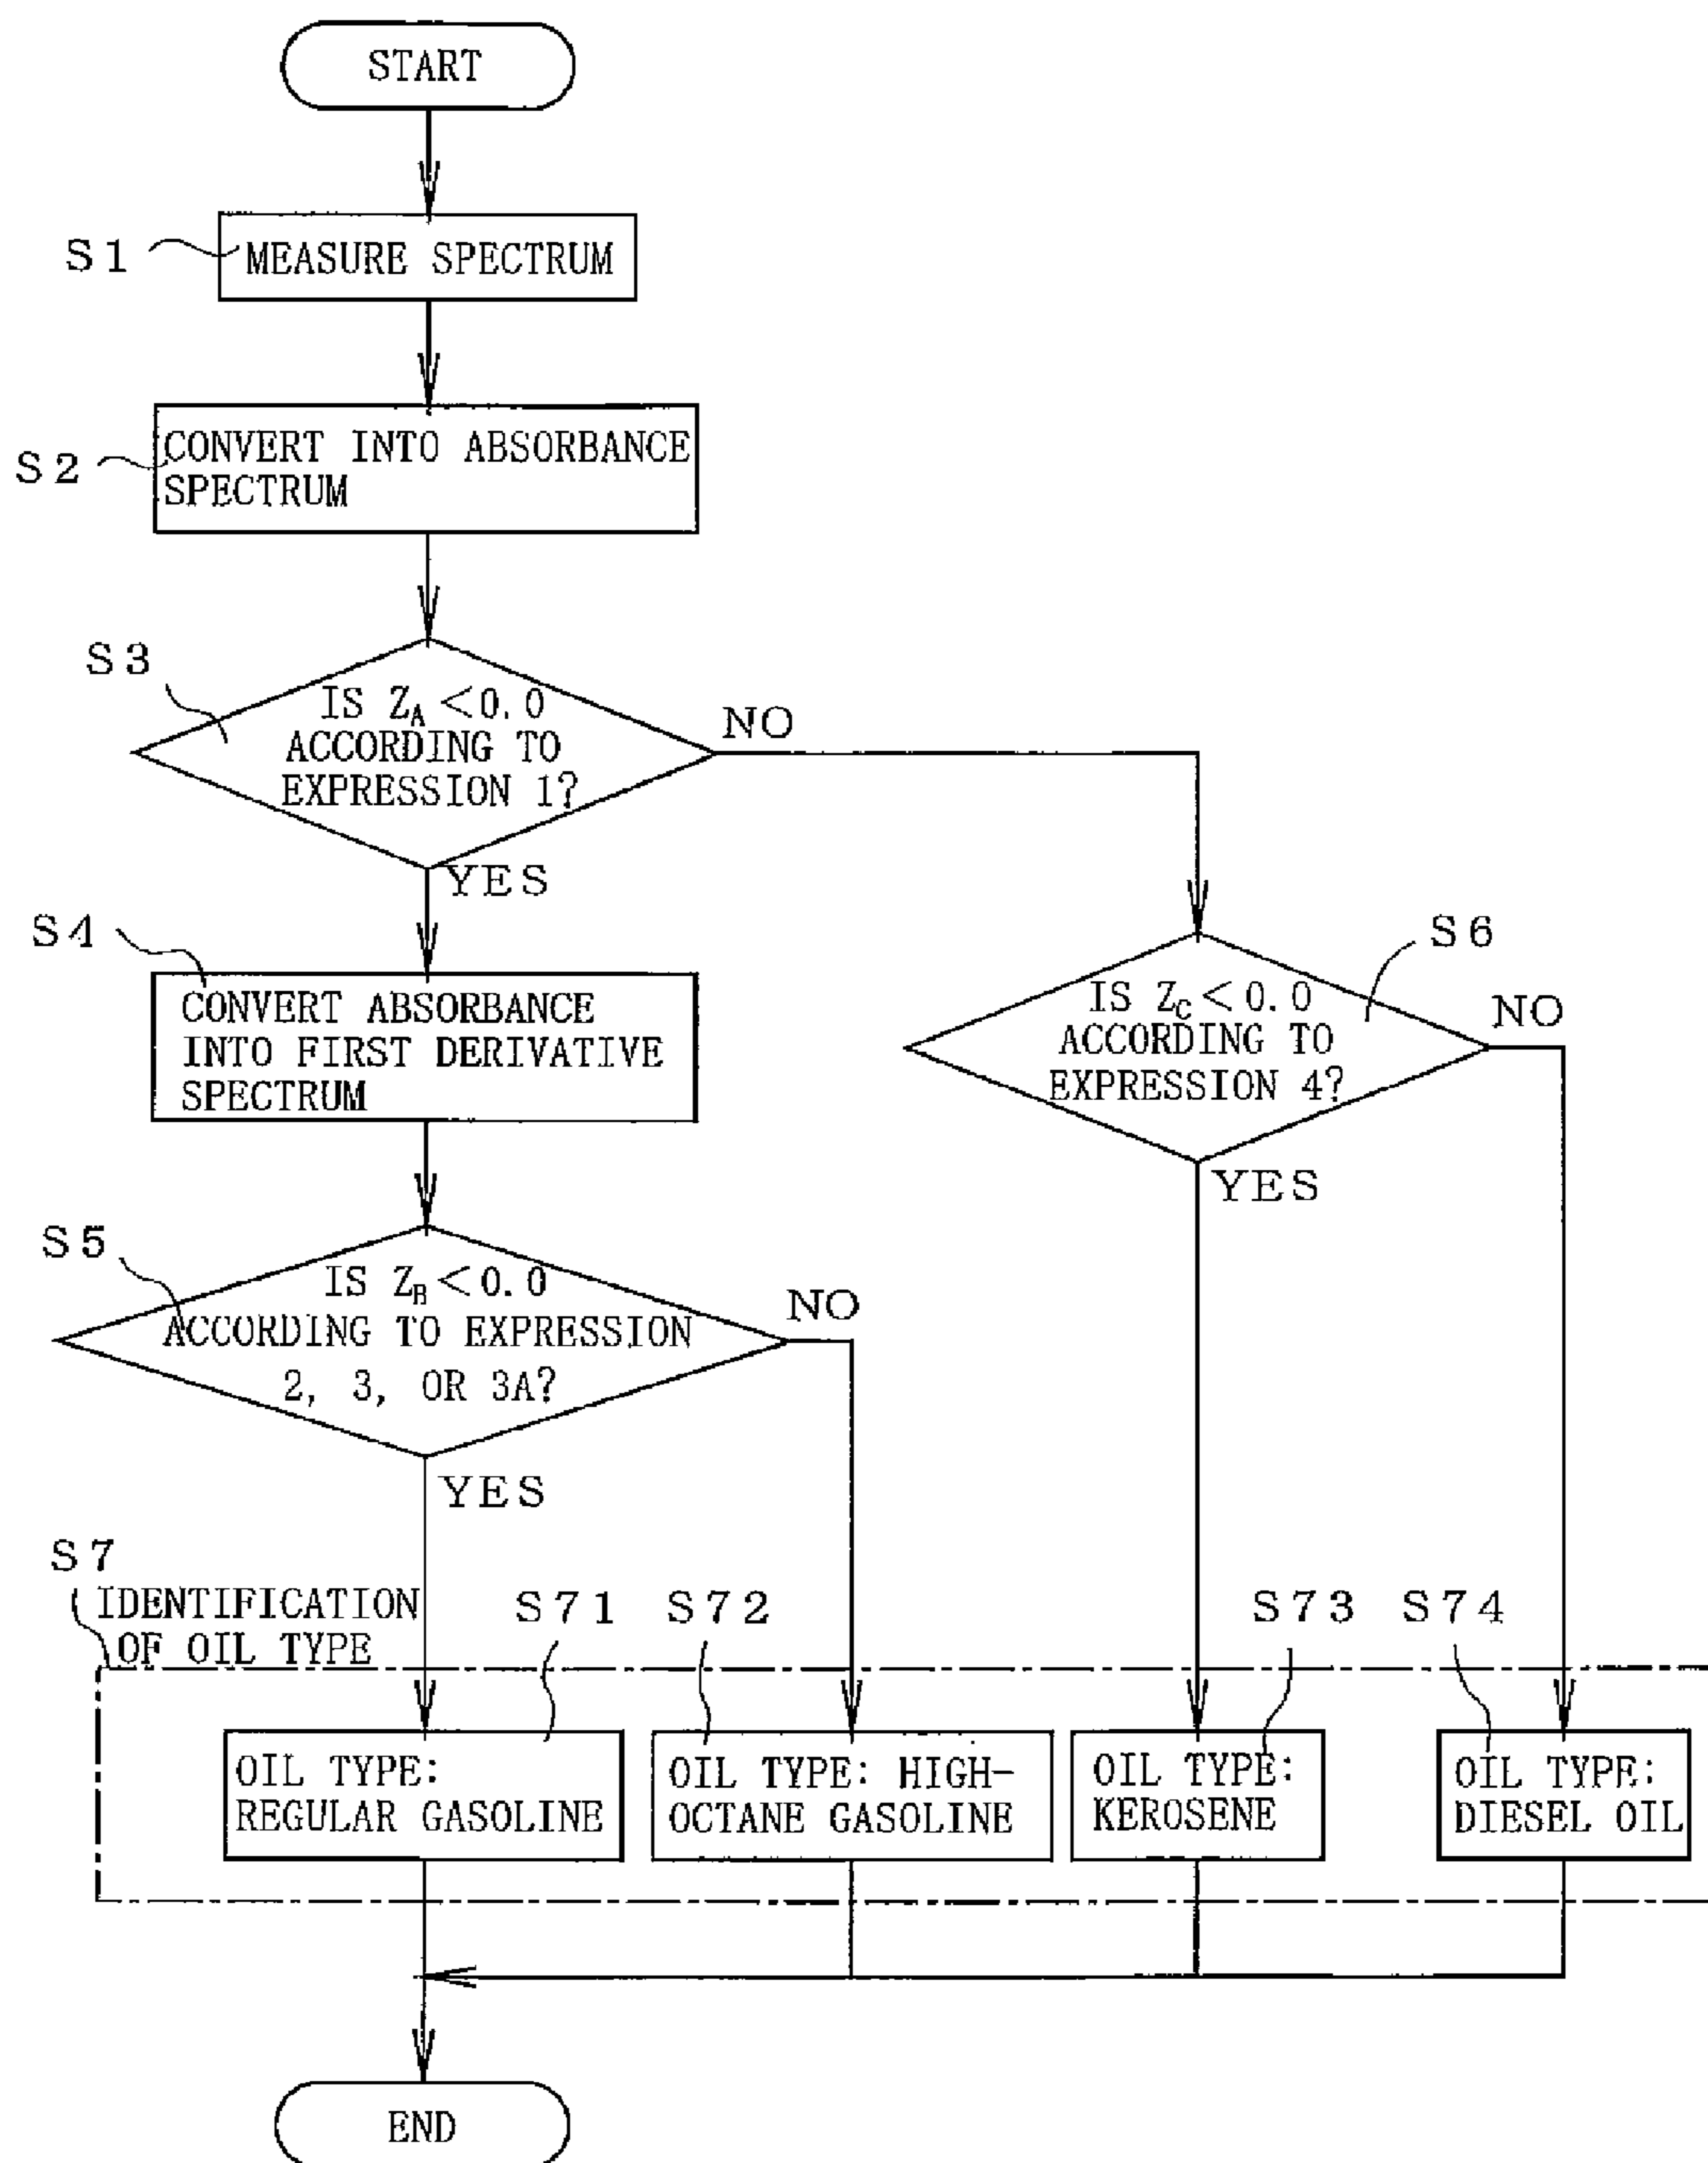 START
S1
MEASURE SPECTRUM
S2
CONVERT INTO ABSORBANCE
SPECTRUM
S3
IS Z_A <0.0
ACCORDING TO
EXPRESSION 1?
NO
YES
S4
CONVERT ABSORBANCE
INTO FIRST DERIVATIVE
SPECTRUM
S6
IS Z_C <0.0
ACCORDING TO
EXPRESSION 4?
NO
YES
S5
IS Z_B <0.0
ACCORDING TO EXPRESSION
2, 3, OR 3A?
NO
YES
S7
IDENTIFICATION
OF OIL TYPE
S71
S72
S73
S74
OIL TYPE:
REGULAR GASOLINE
OIL TYPE: HIGH-
OCTANE GASOLINE
OIL TYPE:
KEROSENE
OIL TYPE:
DIESEL OIL
END